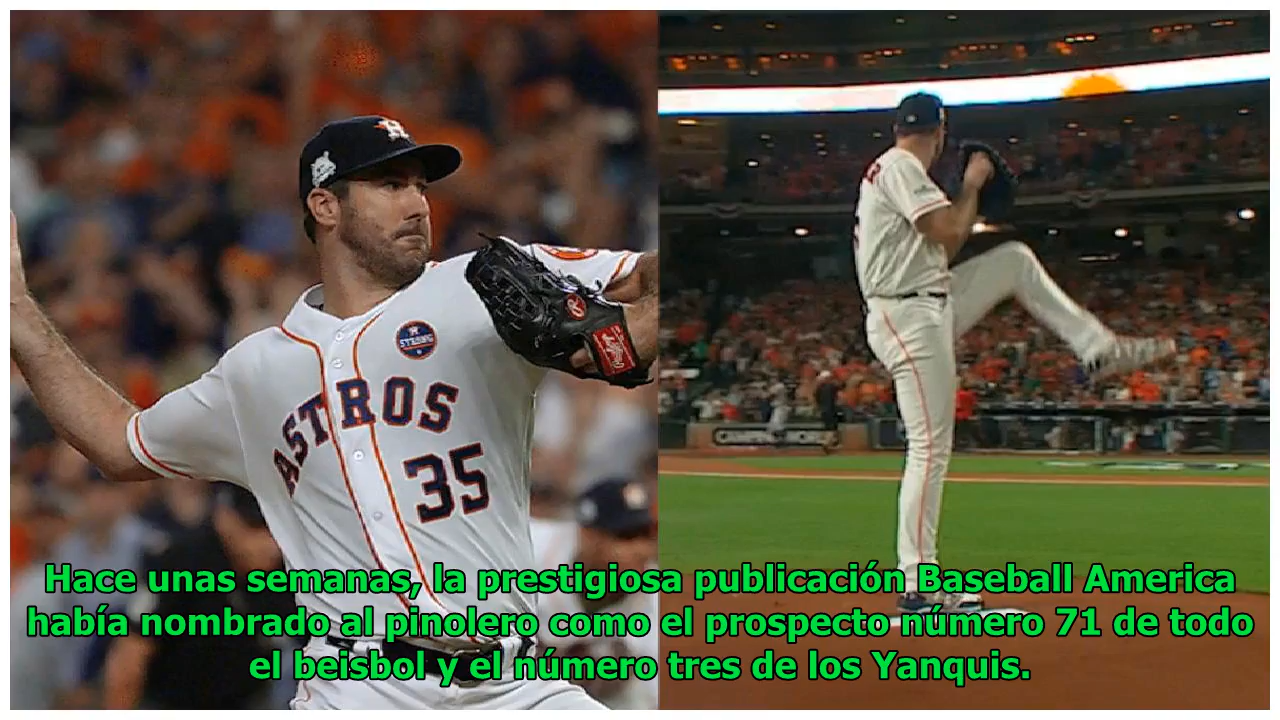 ASTROS
35
STRONG
Hace unas semanas, la prestigiosa publicación Baseball America
había nombrado al pinolero como el prospecto número 71 de todo
el beisbol y el número tres de los Yanquis.